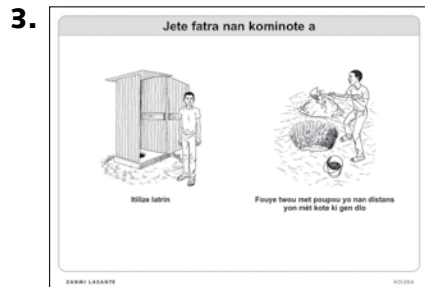 3.
Jete fatra nan kominote a
Itilize latrin
Fouye twou met poupou yo nan distans
yon mèt kote ki gen dlo
ZANMI LASANTE
KOLERA